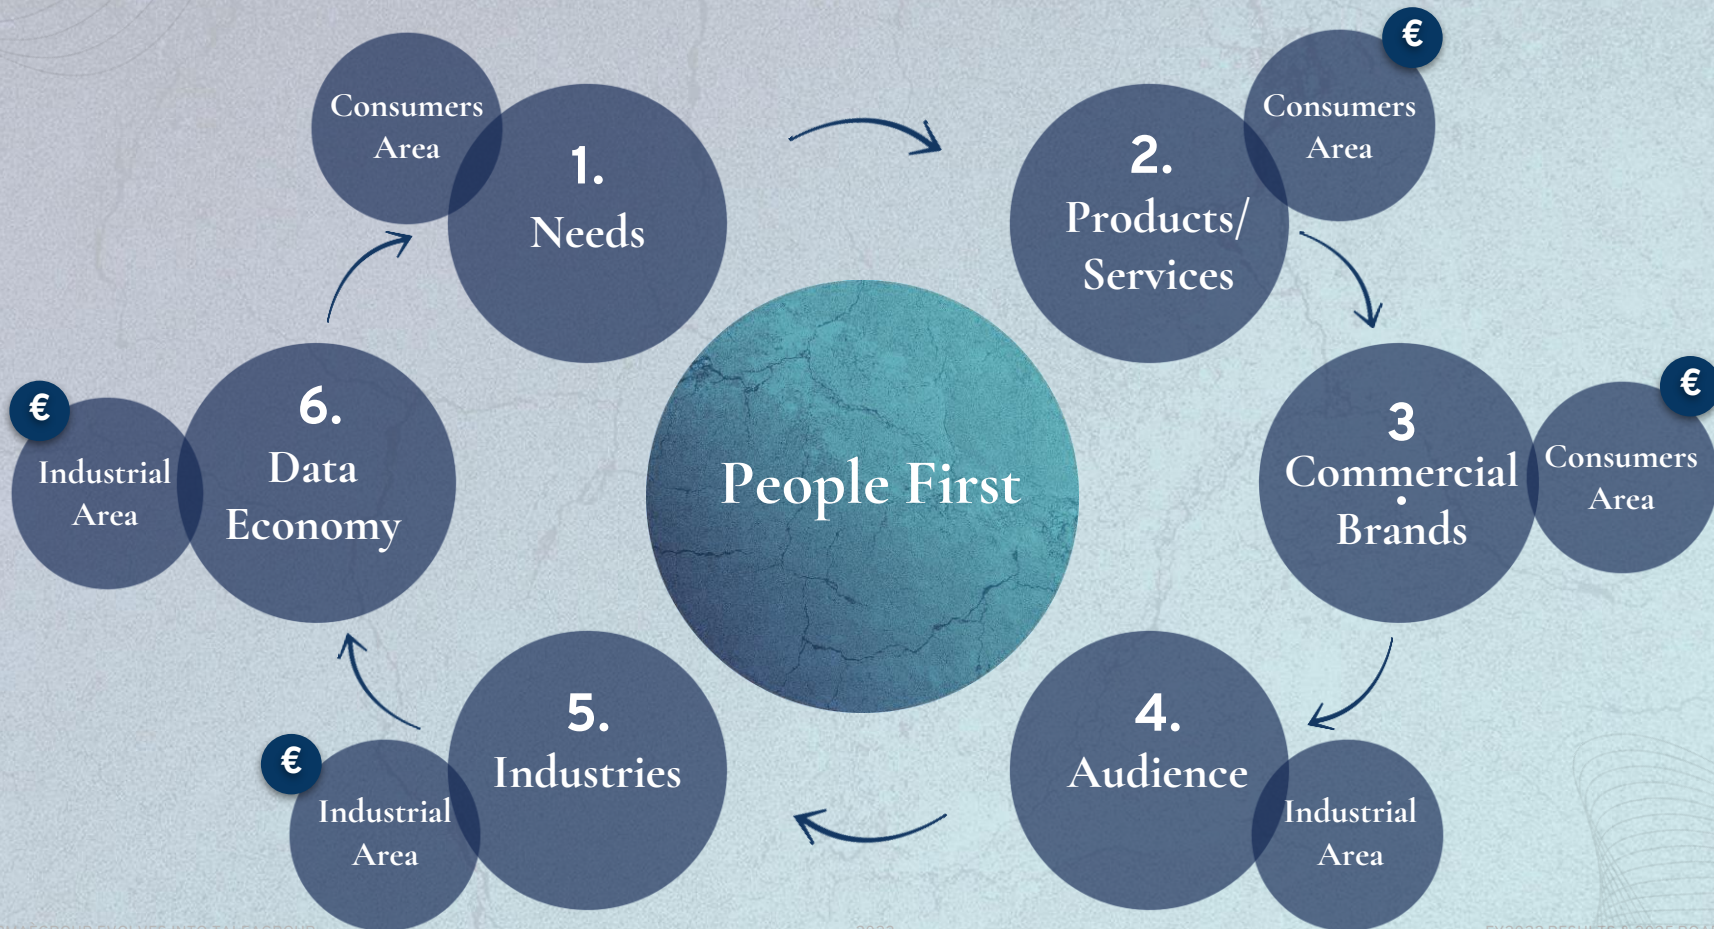 Consumers
Area
1.
Needs
€
Consumers
Area
2.
Products/
Services
€
Consumers
Area
3
Commercial
.
Brands
Industrial
Area
4.
Audience
€
Industrial
Area
5.
Industries
€
Industrial
Area
6.
Data
Economy
People First